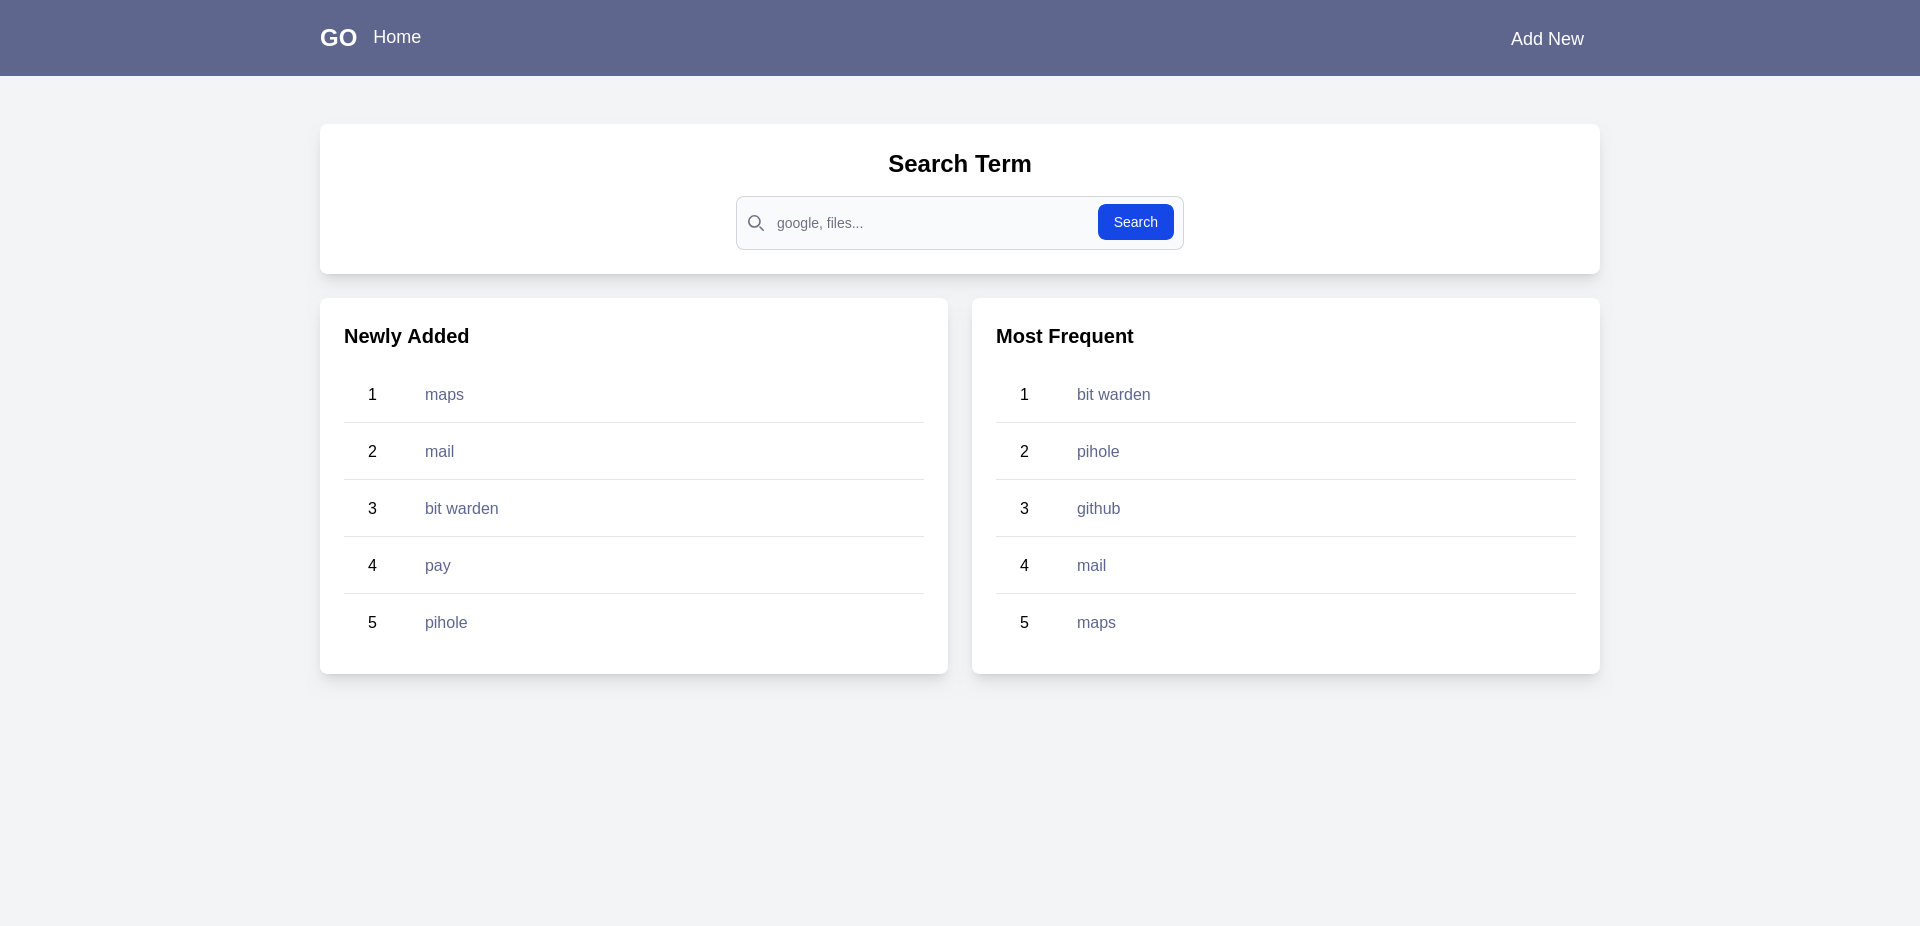 GO Home Add New
Search Term
google, files... Search
Newly Added
1 maps
2 mail
3 bit warden
4 pay
5 pihole
Most Frequent
1 bit warden
2 pihole
3 github
4 mail
5 maps